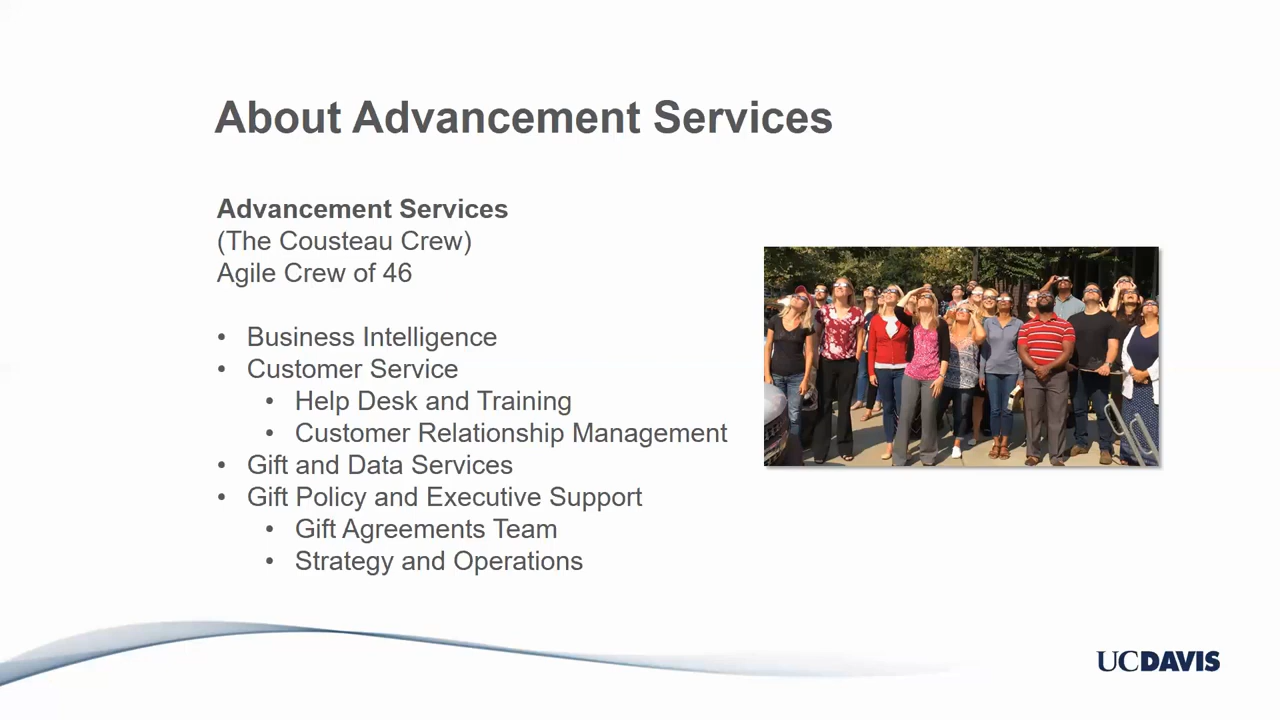 About Advancement Services
Advancement Services
(The Cousteau Crew)
Agile Crew of 46
• Business Intelligence
• Customer Service
• Help Desk and Training
• Customer Relationship Management
• Gift and Data Services
• Gift Policy and Executive Support
• Gift Agreements Team
• Strategy and Operations
UCDAVIS